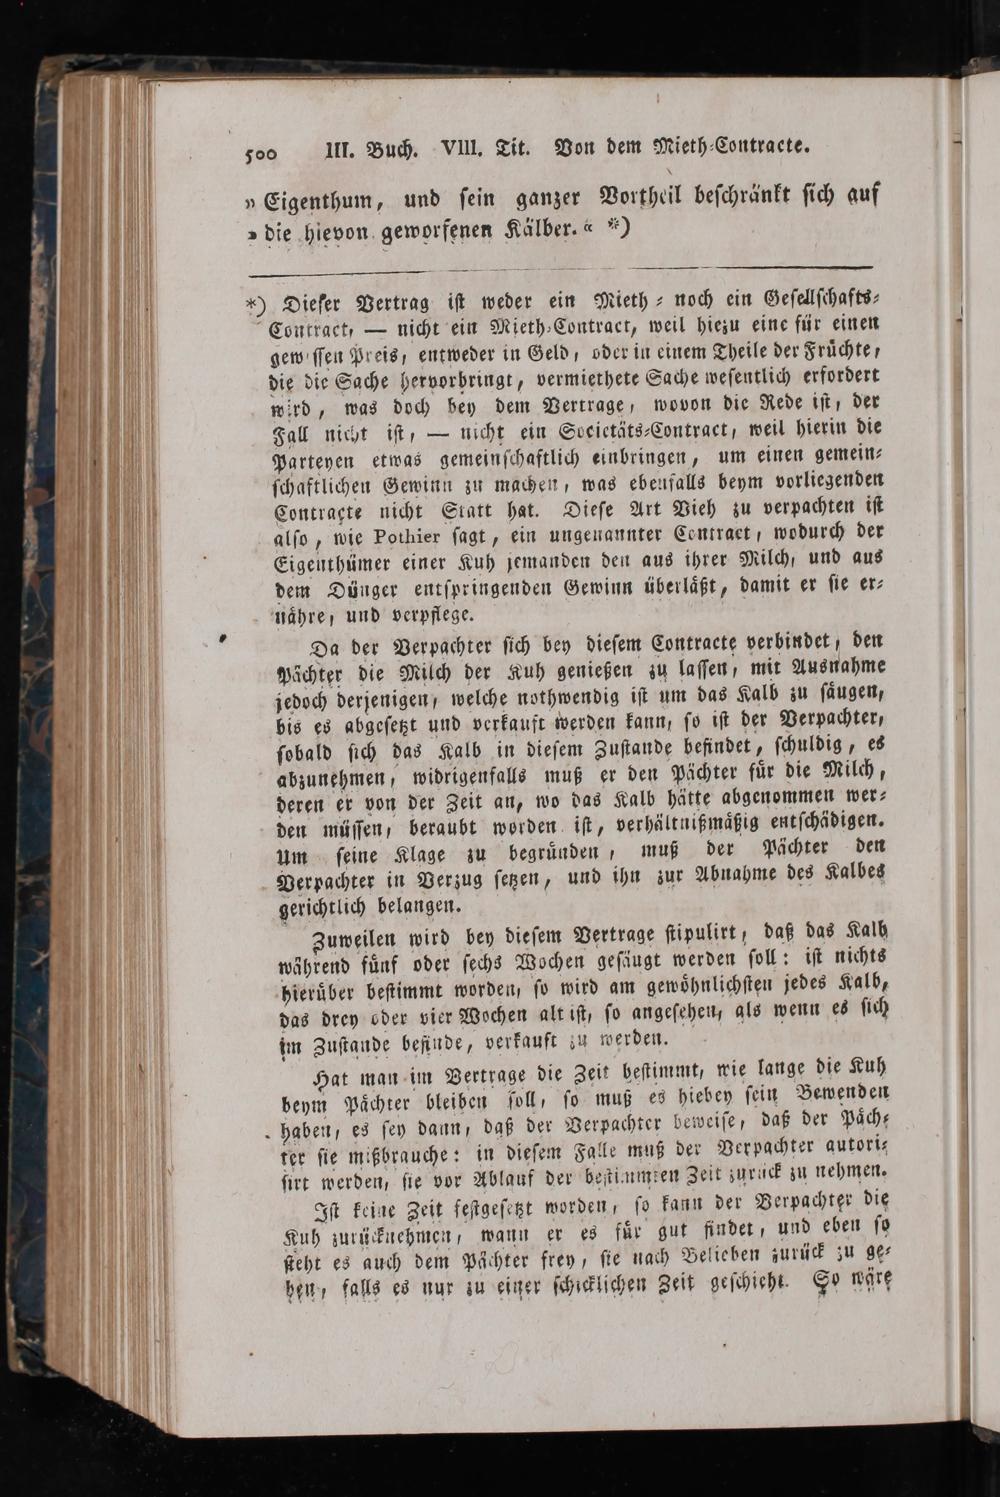 500 III. Buch. VIII. Tit. Von dem Mieth-Contracte.
» Eigenthum, und sein ganzer Vortheil beschränkt sich auf
» die hievon geworfenen Kälber. « *)
*) Dieser Vertrag ist weder ein Mieth- noch ein Gesellschafts-
Contract, — nicht ein Mieth-Contract, weil hiezu eine für einen
gewissen Preis, entweder in Geld, oder in einem Theile der Früchte,
die die Sache hervorbringt, vermiethete Sache wesentlich erfordert
wird, was doch bey dem Vertrage, wovon die Rede ist, der
Fall nicht ist, — nicht ein Societäts-Contract, weil hierin die
Parteyen etwas gemeinschaftlich einbringen, um einen gemein-
schaftlichen Gewinn zu machen, was ebenfalls beym vorliegenden
Contracte nicht Statt hat. Diese Art Vieh zu verpachten ist
also, wie Pothier sagt, ein ungenannter Contract, wodurch der
Eigenthümer einer Kuh jemanden den aus ihrer Milch, und aus
dem Dünger entspringenden Gewinn überläßt, damit er sie er-
nähre, und verpflege.
Da der Verpachter sich bey diesem Contracte verbindet, den
Pächter die Milch der Kuh genießen zu lassen, mit Ausnahme
jedoch derjenigen, welche nothwendig ist um das Kalb zu säugen,
bis es abgesetzt und verkauft werden kann, so ist der Verpachter,
sobald sich das Kalb in diesem Zustande befindet, schuldig, es
abzunehmen, widrigenfalls muß er den Pächter für die Milch,
deren er von der Zeit an, wo das Kalb hätte abgenommen wer-
den müssen, beraubt worden ist, verhältnißmäßig entschädigen.
Um seine Klage zu begründen, muß der Pächter den
Verpachter in Verzug setzen, und ihn zur Abnahme des Kalbes
gerichtlich belangen.
Zuweilen wird bey diesem Vertrage stipulirt, daß das Kalb
während fünf oder sechs Wochen gesäugt werden soll: ist nichts
hierüber bestimmt worden, so wird am gewöhnlichsten jedes Kalb,
das drey oder vier Wochen alt ist, so angesehen, als wenn es sich
im Zustande befinde, verkauft zu werden.
Hat man im Vertrage die Zeit bestimmt, wie lange die Kuh
beym Pächter bleiben soll, so muß es hiebey sein Bewenden
haben, es sey dann, daß der Verpachter beweise, daß der Päch-
ter sie mißbrauche: in diesem Falle muß der Verpachter autori-
sirt werden, sie vor Ablauf der bestimmten Zeit zurück zu nehmen.
Ist keine Zeit festgesetzt worden, so kann der Verpachter die
Kuh zurücknehmen, wann er es für gut findet, und eben so
steht es auch dem Pächter frey, sie nach Belieben zurück zu ge-
ben, falls es nur zu einer schicklichen Zeit geschieht. So wäre